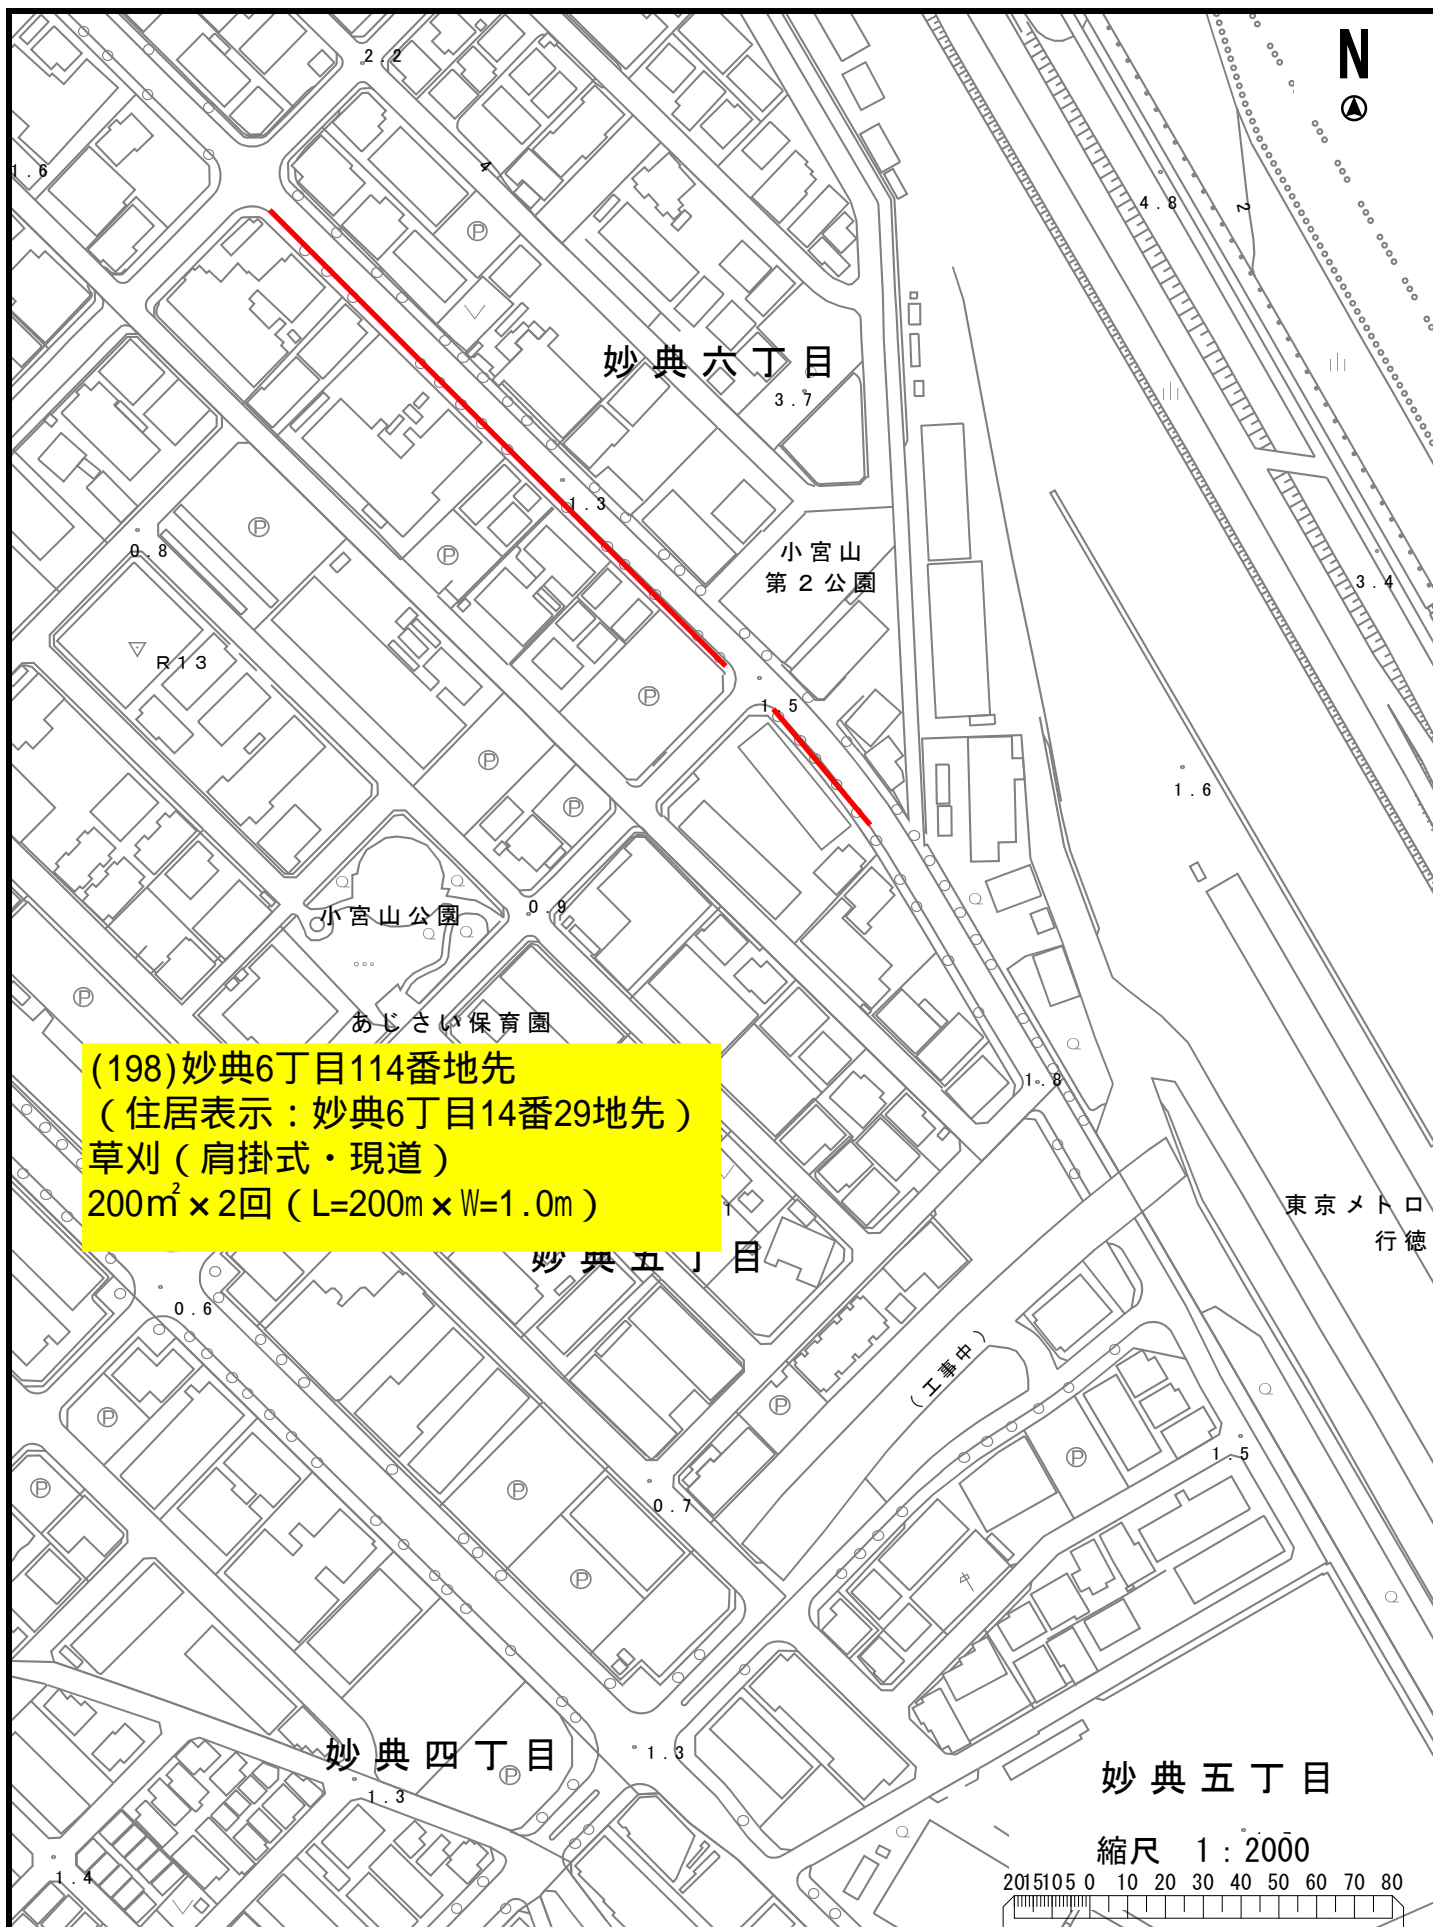 N
2.2
1.6
4
4.8
2
P
妙典六丁目
3.7
1.3
小宮山
第2公園
P
P
0.8
3.4
R13
P
1.5
P
1.6
P
小宮山公園
0.9
P
あじさい保育園
(198)妙典6丁目114番地先
（住居表示：妙典6丁目14番29地先）
草刈（肩掛式・現道）
200㎡×2回（L=200m×W=1.0m）
1.8
東京メトロ
行徳
妙典五丁目
0.6
(工事中)
P
P
1.5
P
P
P
0.7
P
妙典四丁目
1.3
P
1.3
妙典五丁目
縮尺 1:2000
1.4
20 15 10 5 0 10 20 30 40 50 60 70 80